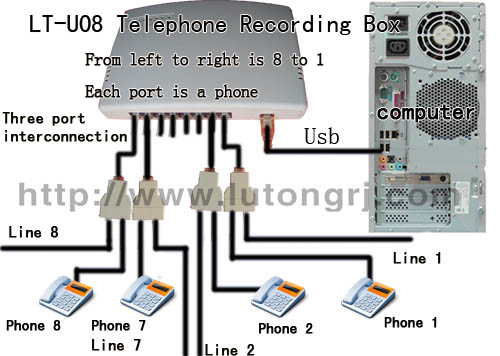 LT-U08 Telephone Recording Box
From left to right is 8 to 1
Each port is a phone
computer
Three port
interconnection
Usb
http://www.lutongrj.com
Line 8
Line 1
Phone 8
Phone 7
Phone 2
Phone 1
Line 7
Line 2